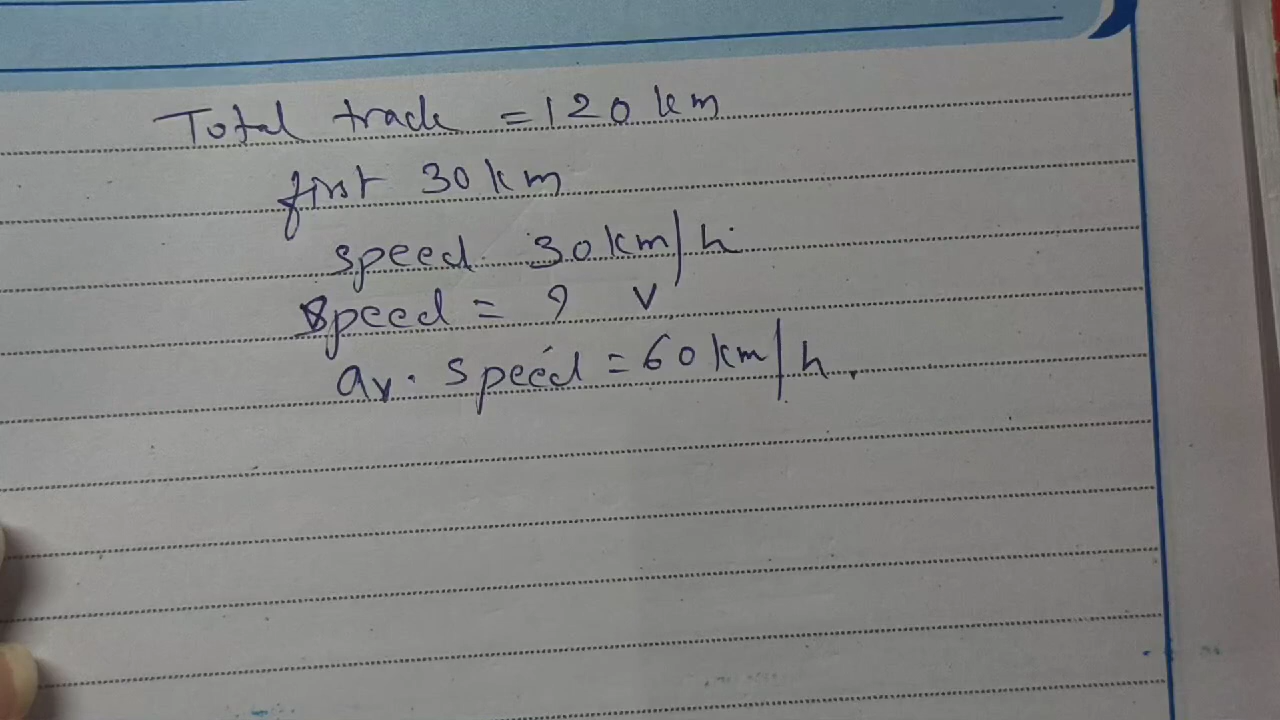 Total track = 120 km
first 30 km
speed 30 km/h
speed = ? v
av. speed = 60 km/h.